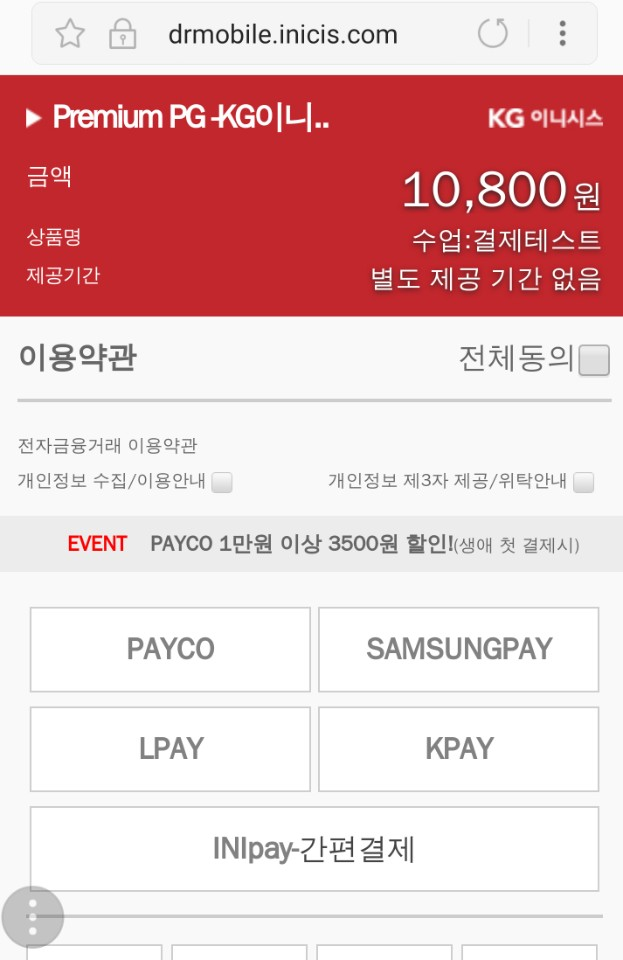 drmobile.inicis.com
▶ Premium PG -KG이니.. KG 이니시스
금액 10,800원
상품명 수업:결제테스트
제공기간 별도 제공 기간 없음
이용약관 전체동의
전자금융거래 이용약관
개인정보 수집/이용안내 개인정보 제3자 제공/위탁안내
EVENT PAYCO 1만원 이상 3500원 할인!(생애 첫 결제시)
PAYCO SAMSUNGPAY
LPAY KPAY
INIpay-간편결제